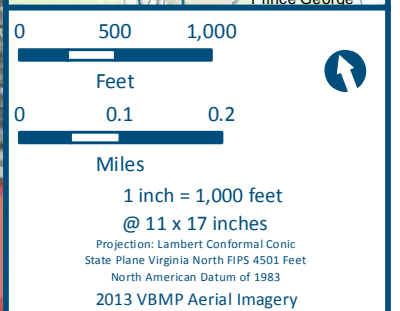 Prince George
0 500 1,000
Feet
0 0.1 0.2
Miles
1 inch = 1,000 feet
@ 11 x 17 inches
Projection: Lambert Conformal Conic
State Plane Virginia North FIPS 4501 Feet
North American Datum of 1983
2013 VBMP Aerial Imagery